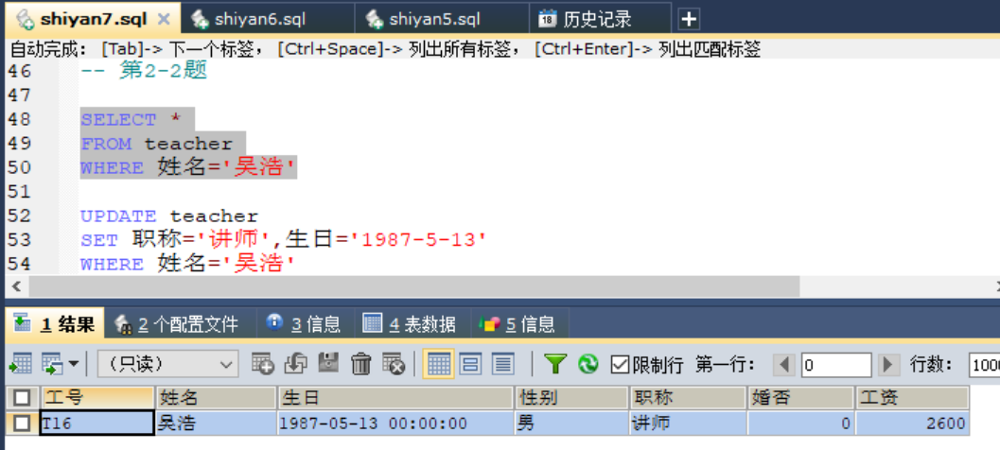 shiyan7.sql × shiyan6.sql shiyan5.sql 历史记录 +
自动完成: [Tab]-> 下一个标签, [Ctrl+Space]-> 列出所有标签, [Ctrl+Enter]-> 列出匹配标签
46 -- 第2-2题
47
48 SELECT *
49 FROM teacher
50 WHERE 姓名='吴浩'
51
52 UPDATE teacher
53 SET 职称='讲师',生日='1987-5-13'
54 WHERE 姓名='吴浩'
1 结果 2 个配置文件 3 信息 4 表数据 5 信息
(只读) 限制行 第一行: 0 行数: 1000
工号 姓名 生日 性别 职称 婚否 工资
T16 吴浩 1987-05-13 00:00:00 男 讲师 0 2600